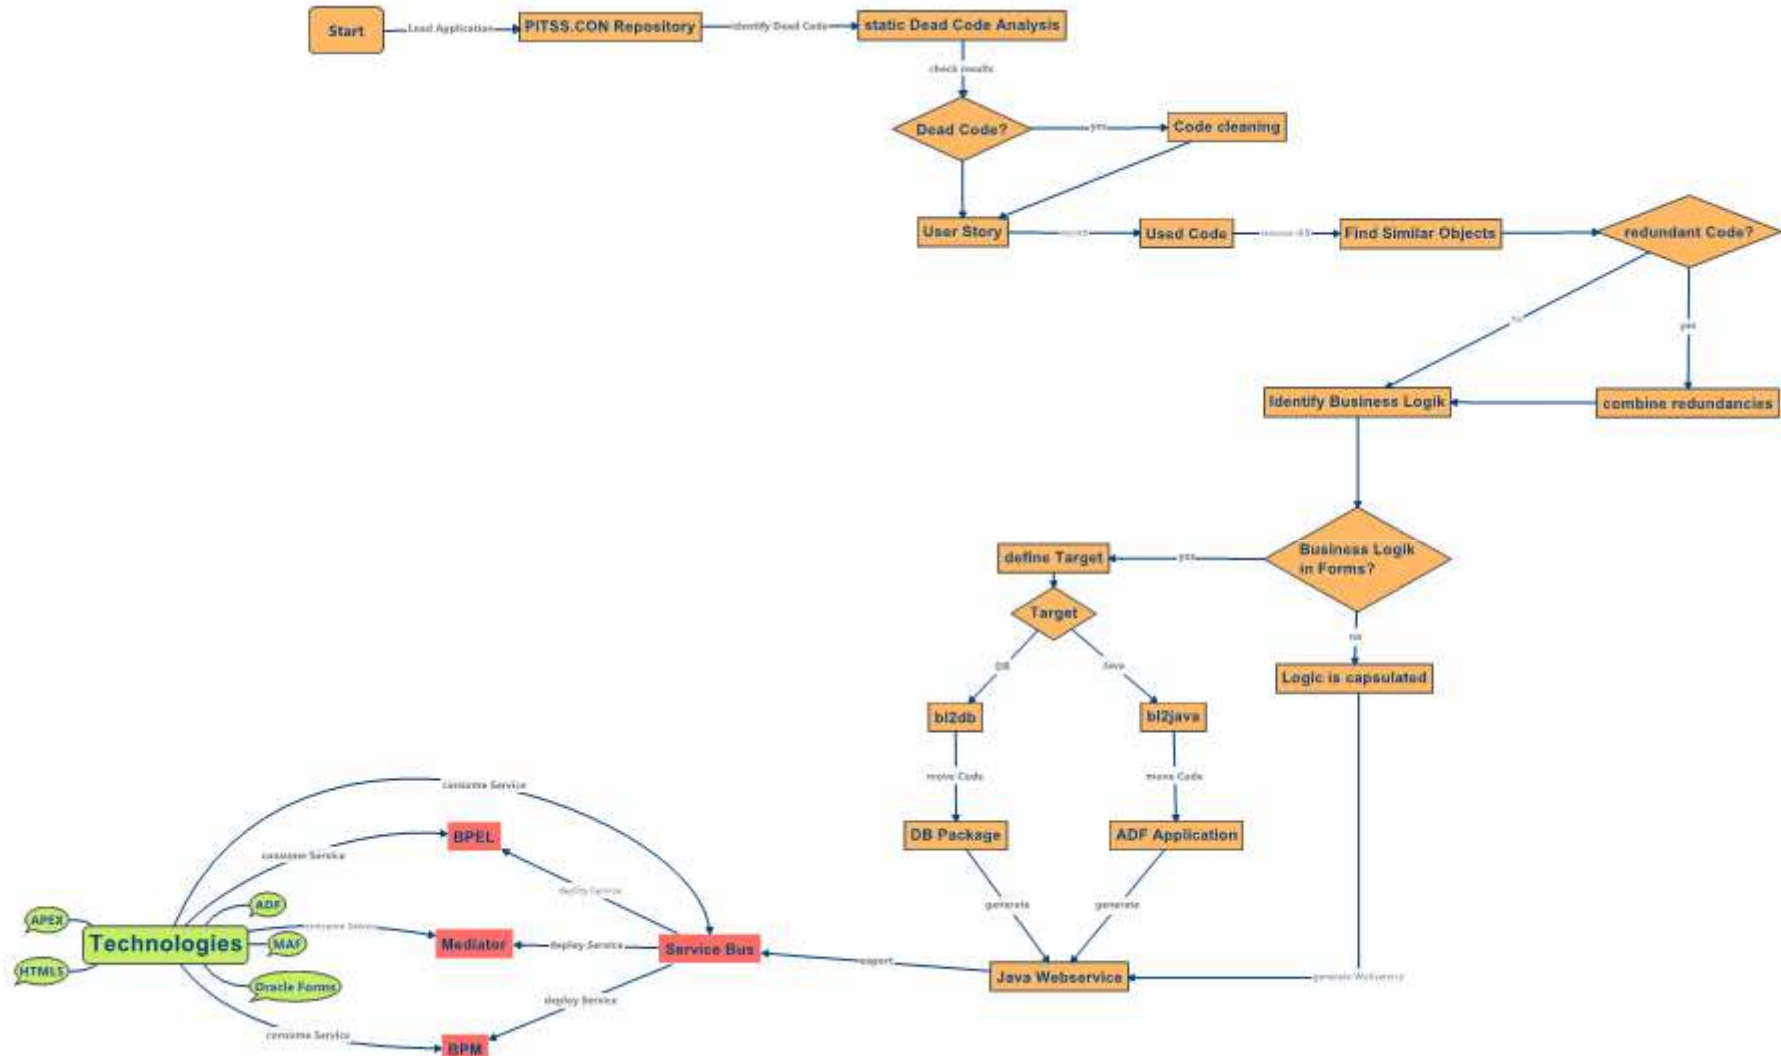 Start
Load Application
PITSS.CON Repository
identify Dead Code
static Dead Code Analysis
check results
Dead Code?
yes
Code cleaning
User Story
Used Code
Find Similar Objects
redundant Code?
no
yes
Identify Business Logik
combine redundancies
define Target
yes
Business Logik
in Forms?
Target
no
DB
Java
Logic is capsulated
bl2db
bl2java
move Code
move Code
consume Service
BPEL
DB Package
ADF Application
consume Service
deploy Service
ADF
generate
generate
APEX
consume Service
Technologies
MAF
Mediator
deploy Service
Service Bus
export
HTML5
Oracle Forms
Java Webservice
generate Webservice
deploy Service
consume Service
BPM